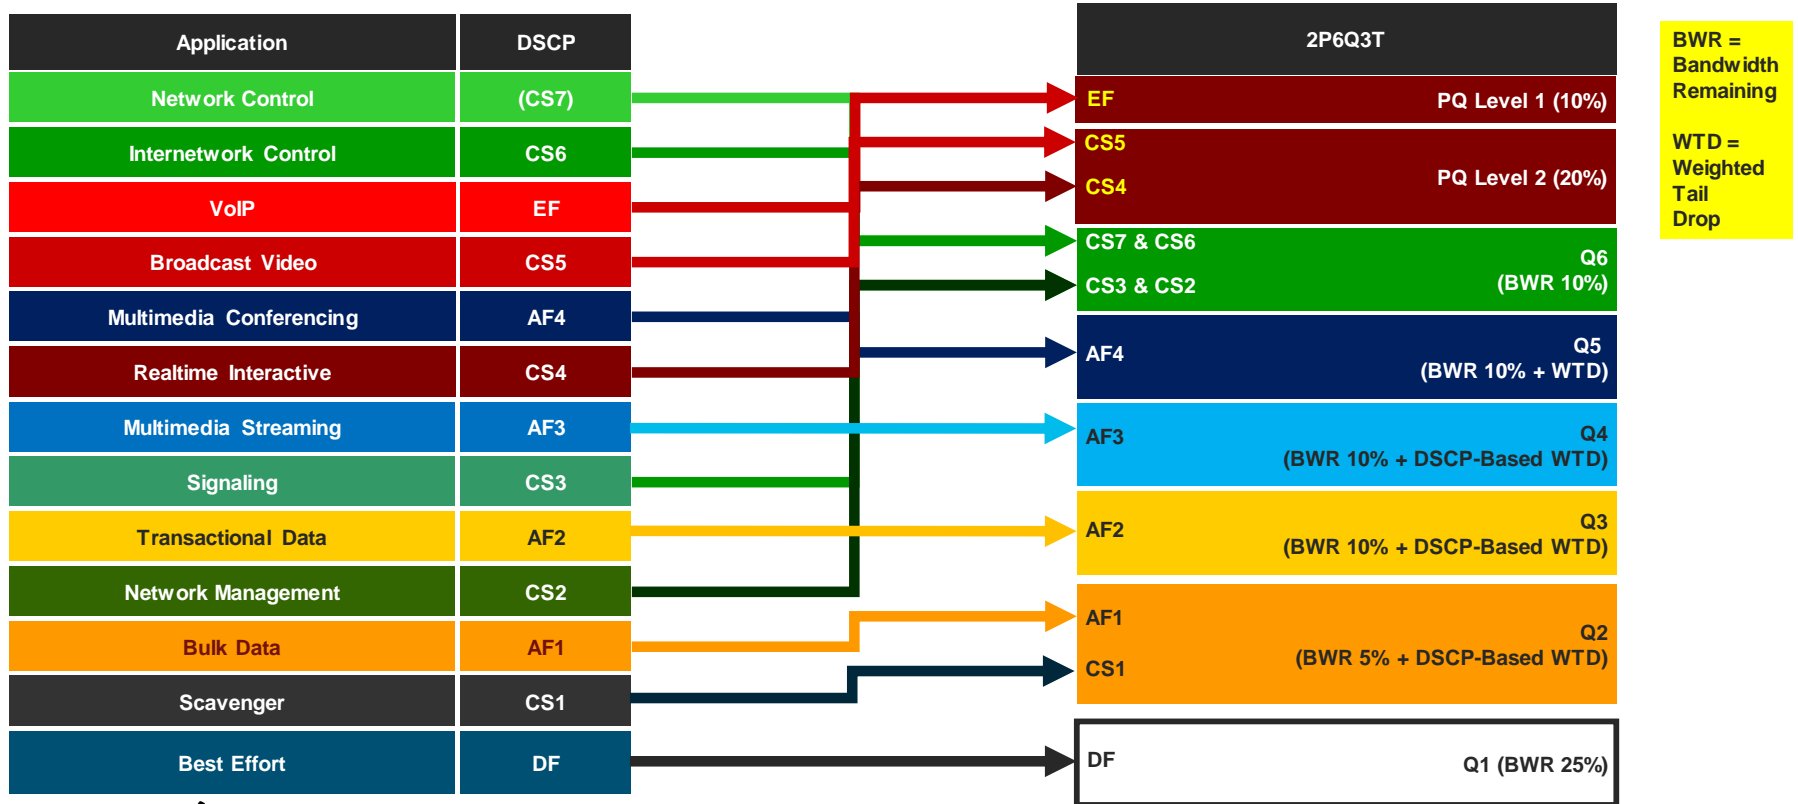 Application DSCP
Network Control (CS7)
Internetwork Control CS6
VoIP EF
Broadcast Video CS5
Multimedia Conferencing AF4
Realtime Interactive CS4
Multimedia Streaming AF3
Signaling CS3
Transactional Data AF2
Network Management CS2
Bulk Data AF1
Scavenger CS1
Best Effort DF
2P6Q3T
EF PQ Level 1 (10%)
CS5
PQ Level 2 (20%)
CS4
CS7 & CS6
Q6
(BWR 10%)
CS3 & CS2
Q5
AF4
(BWR 10% + WTD)
AF3 Q4
(BWR 10% + DSCP-Based WTD)
Q3
AF2
(BWR 10% + DSCP-Based WTD)
AF1
Q2
(BWR 5% + DSCP-Based WTD)
CS1
DF Q1 (BWR 25%)
BWR =
Bandwidth
Remaining
WTD =
Weighted
Tail
Drop